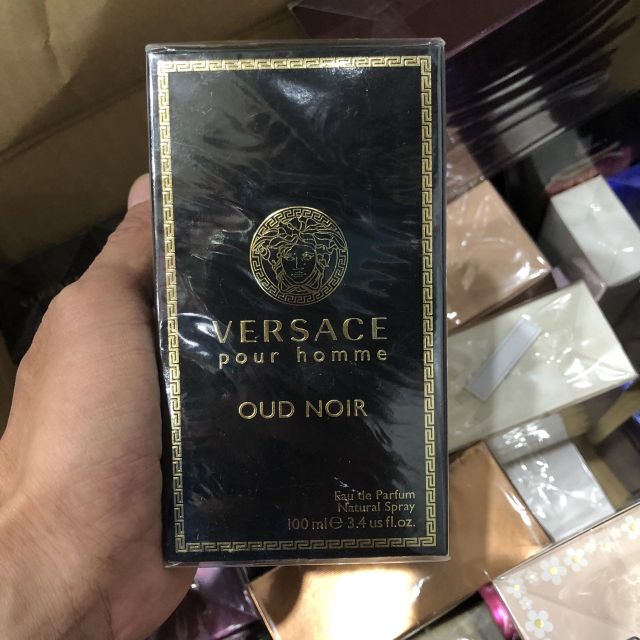 VERSACE
pour homme
OUD NOIR
Eau de Parfum
Natural Spray
100 ml ℮ 3.4 us fl.oz.